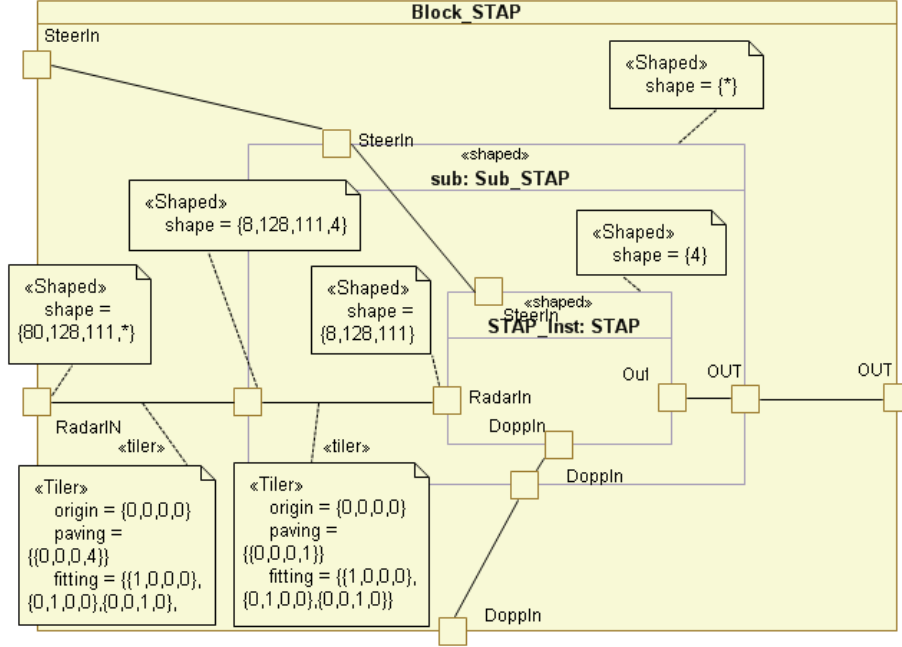 Block_STAP
SteerIn
«Shaped»
shape = {*}
SteerIn
«shaped»
sub: Sub_STAP
«Shaped»
shape = {8,128,111,4}
«Shaped»
shape = {4}
«Shaped»
shape =
{80,128,111,*}
«Shaped»
shape =
{8,128,111}
«shaped»
SteerIn
STAP_Inst: STAP
Out
OUT
OUT
RadarIn
RadarIN
DoppIn
«tiler»
«tiler»
DoppIn
«Tiler»
origin = {0,0,0,0}
paving =
{{0,0,0,4}}
fitting = {{1,0,0,0},
{0,1,0,0},{0,0,1,0},
«Tiler»
origin = {0,0,0,0}
paving =
{{0,0,0,1}}
fitting = {{1,0,0,0},
{0,1,0,0},{0,0,1,0}}
DoppIn